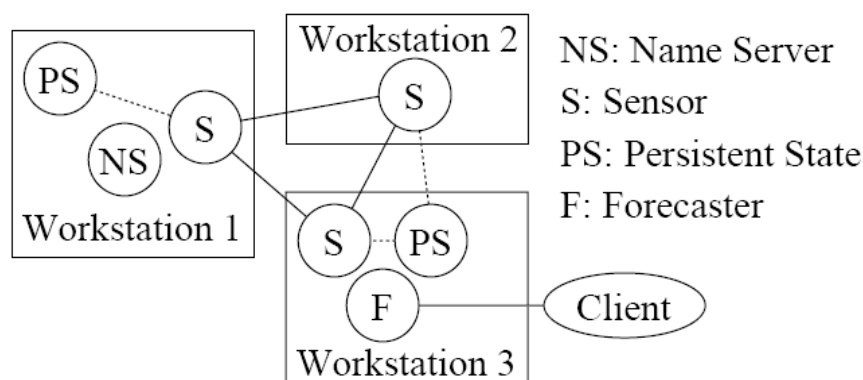 PS
S
NS
Workstation 1
Workstation 2
S
S
PS
F
Workstation 3
Client
NS: Name Server
S: Sensor
PS: Persistent State
F: Forecaster